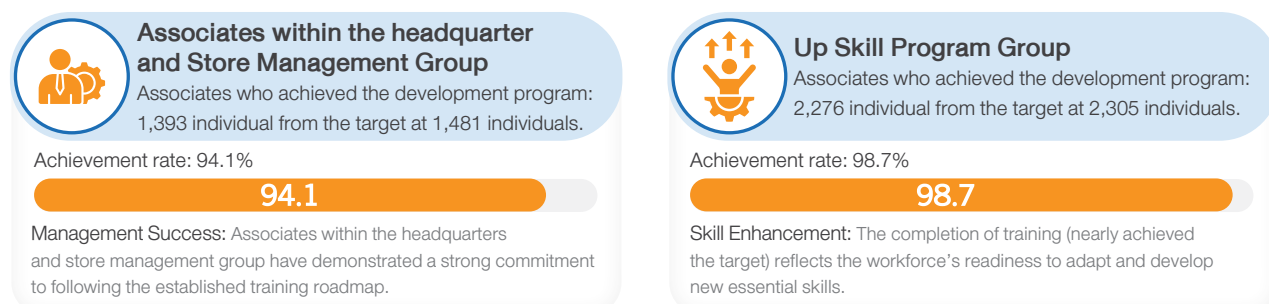 Associates within the headquarter
and Store Management Group
Associates who achieved the development program:
1,393 individual from the target at 1,481 individuals.
Achievement rate: 94.1%
94.1
Management Success: Associates within the headquarters
and store management group have demonstrated a strong commitment
to following the established training roadmap.
Up Skill Program Group
Associates who achieved the development program:
2,276 individual from the target at 2,305 individuals.
Achievement rate: 98.7%
98.7
Skill Enhancement: The completion of training (nearly achieved
the target) reflects the workforce's readiness to adapt and develop
new essential skills.